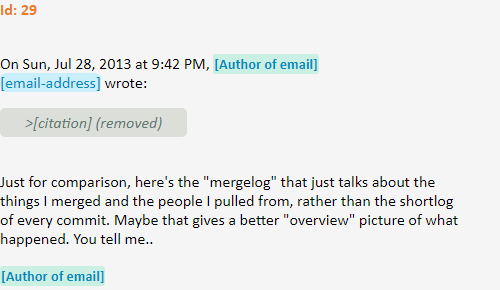 Id: 29
On Sun, Jul 28, 2013 at 9:42 PM, [Author of email]
[email-address] wrote:
>[citation] (removed)
Just for comparison, here's the "mergelog" that just talks about the
things I merged and the people I pulled from, rather than the shortlog
of every commit. Maybe that gives a better "overview" picture of what
happened. You tell me..
[Author of email]